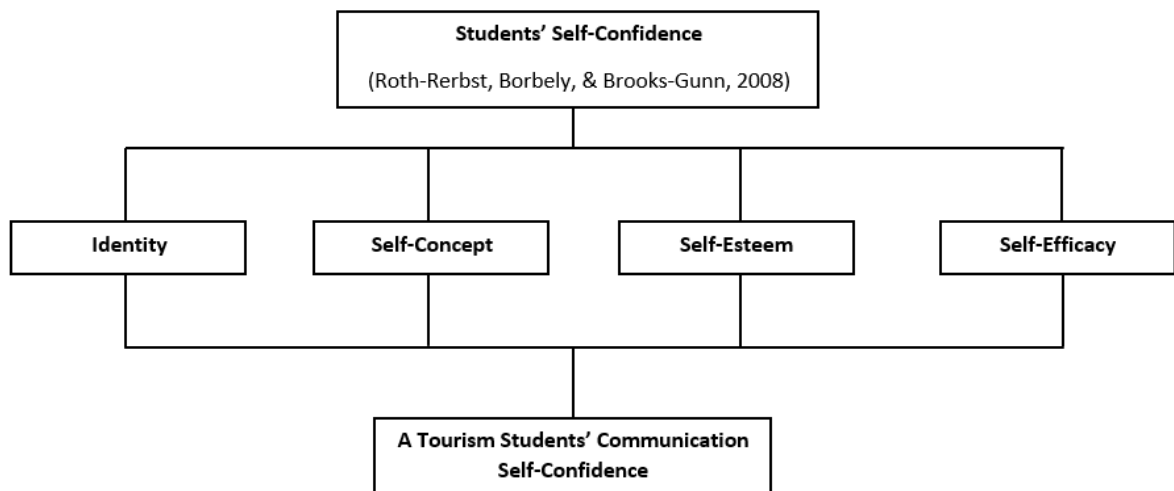 Students’ Self-Confidence
(Roth-Rerbst, Borbely, & Brooks-Gunn, 2008)
Identity
Self-Concept
Self-Esteem
Self-Efficacy
A Tourism Students’ Communication
Self-Confidence